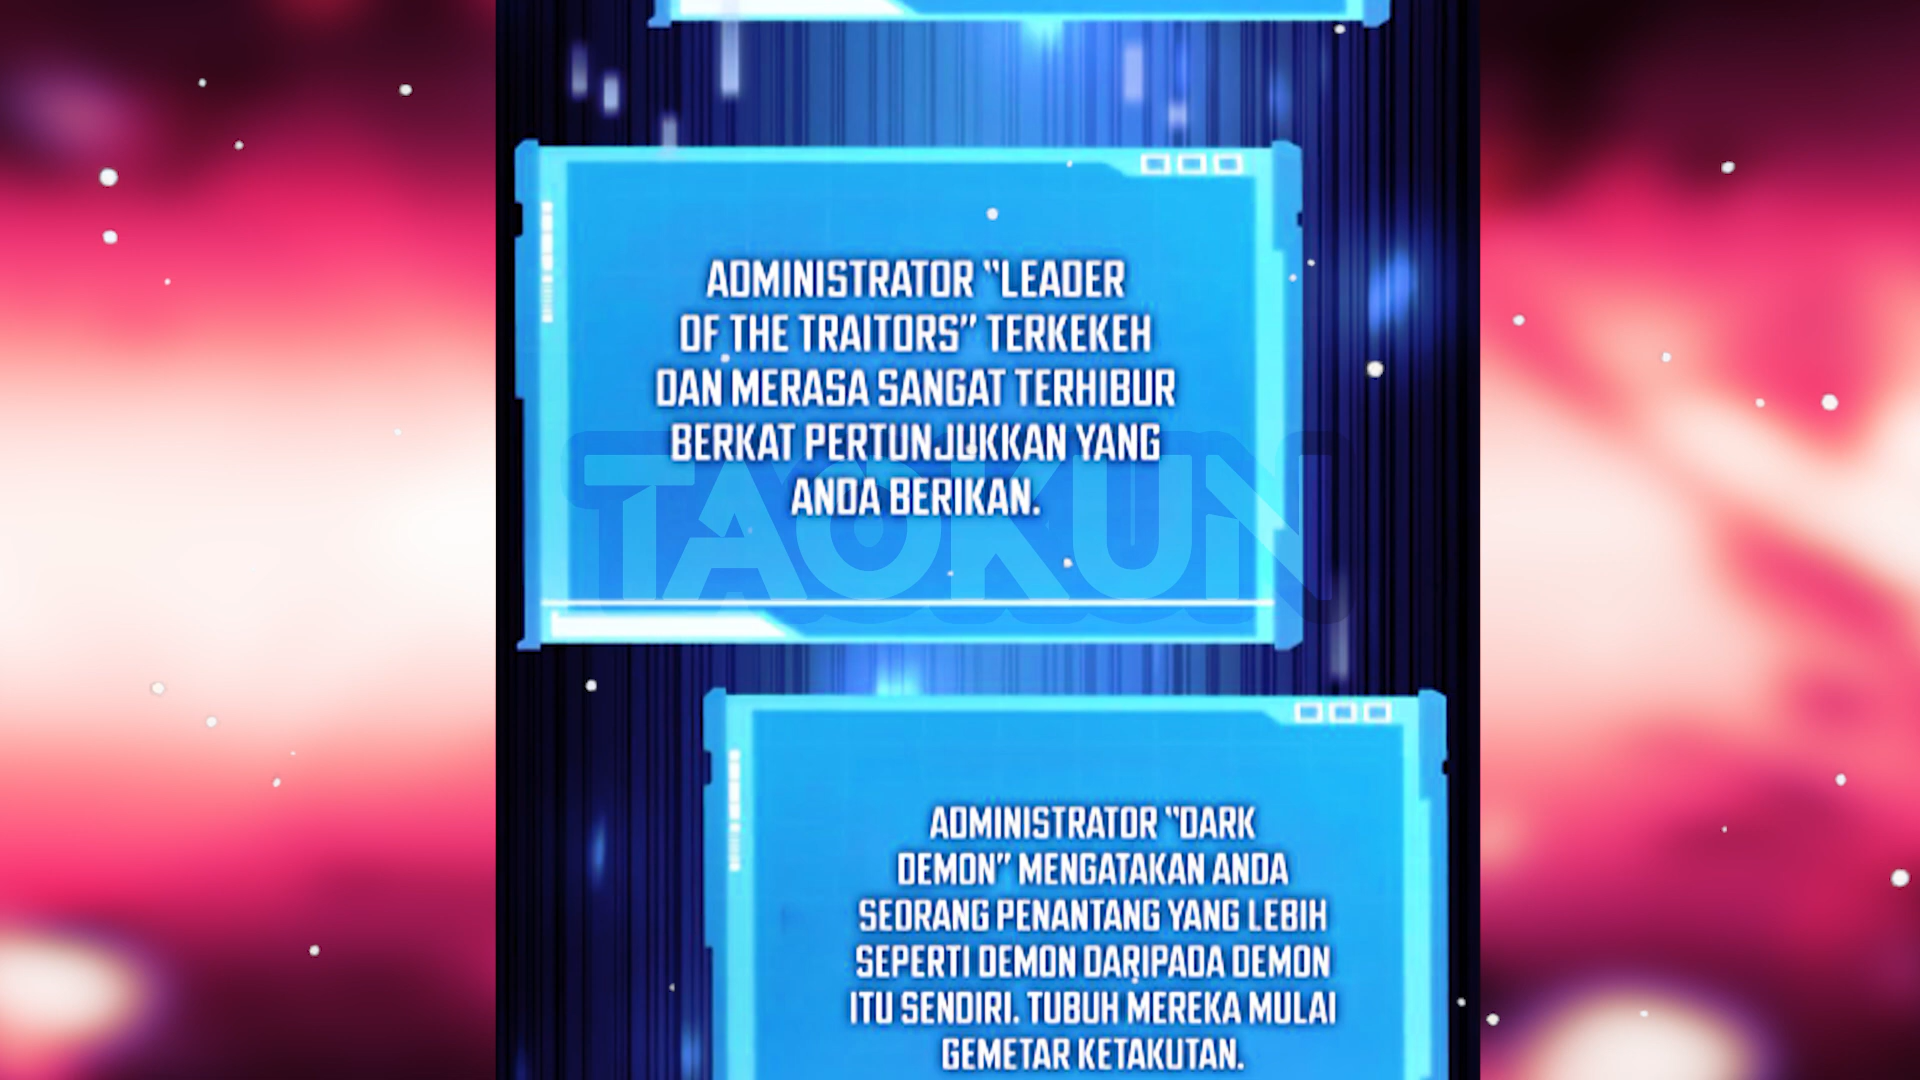 ADMINISTRATOR “LEADER
OF THE TRAITORS” TERKEKEH
DAN MERASA SANGAT TERHIBUR
BERKAT PERTUNJUKKAN YANG
ANDA BERIKAN.
TAOKUN
ADMINISTRATOR “DARK
DEMON” MENGATAKAN ANDA
SEORANG PENANTANG YANG LEBIH
SEPERTI DEMON DARIPADA DEMON
ITU SENDIRI. TUBUH MEREKA MULAI
GEMETAR KETAKUTAN.